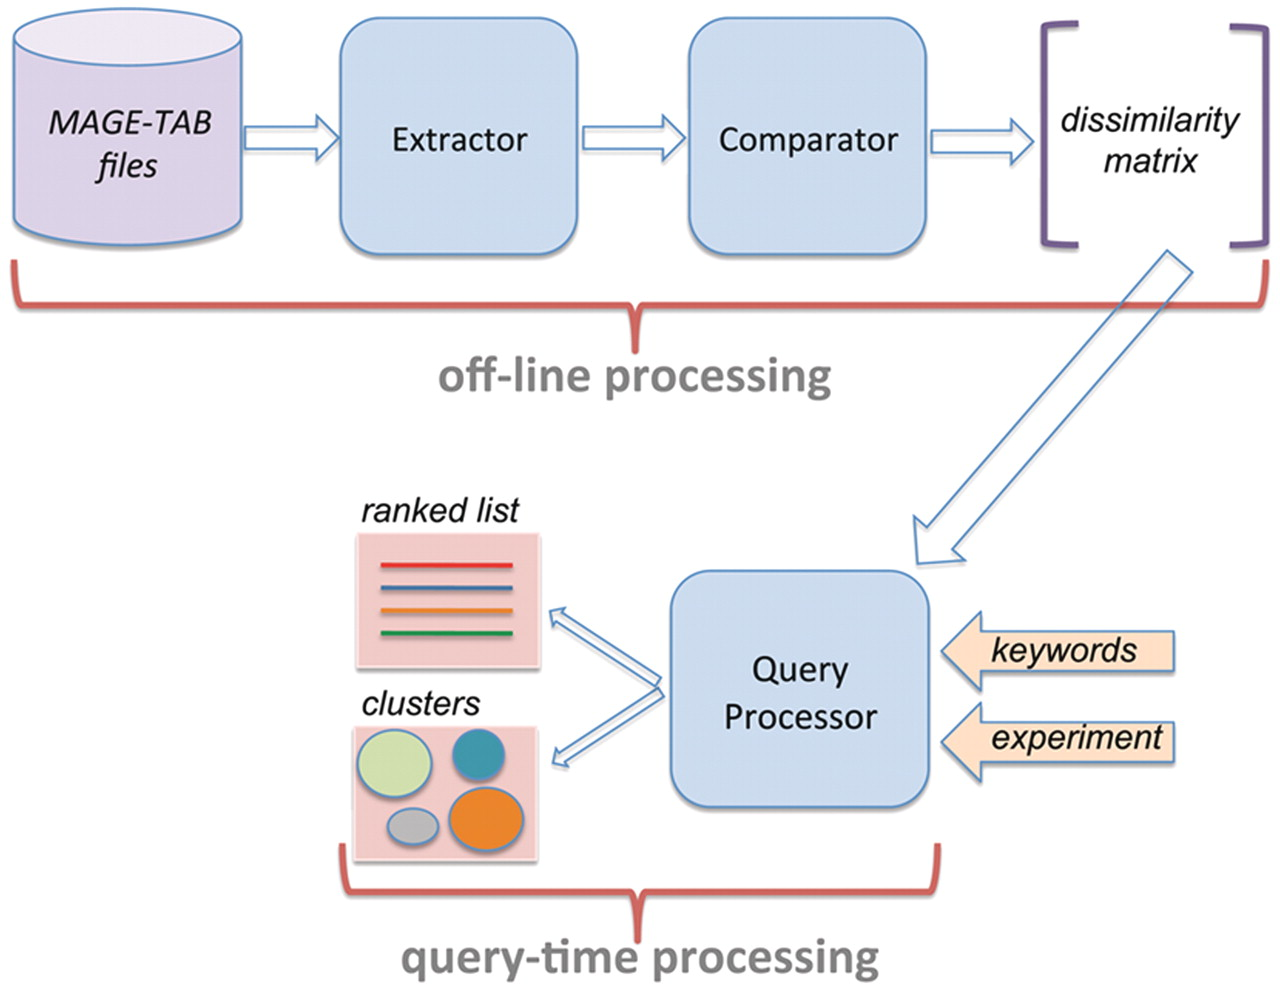 MAGE-TAB
files
Extractor
Comparator
dissimilarity
matrix
off-line processing
ranked list
clusters
Query
Processor
keywords
experiment
query-time processing